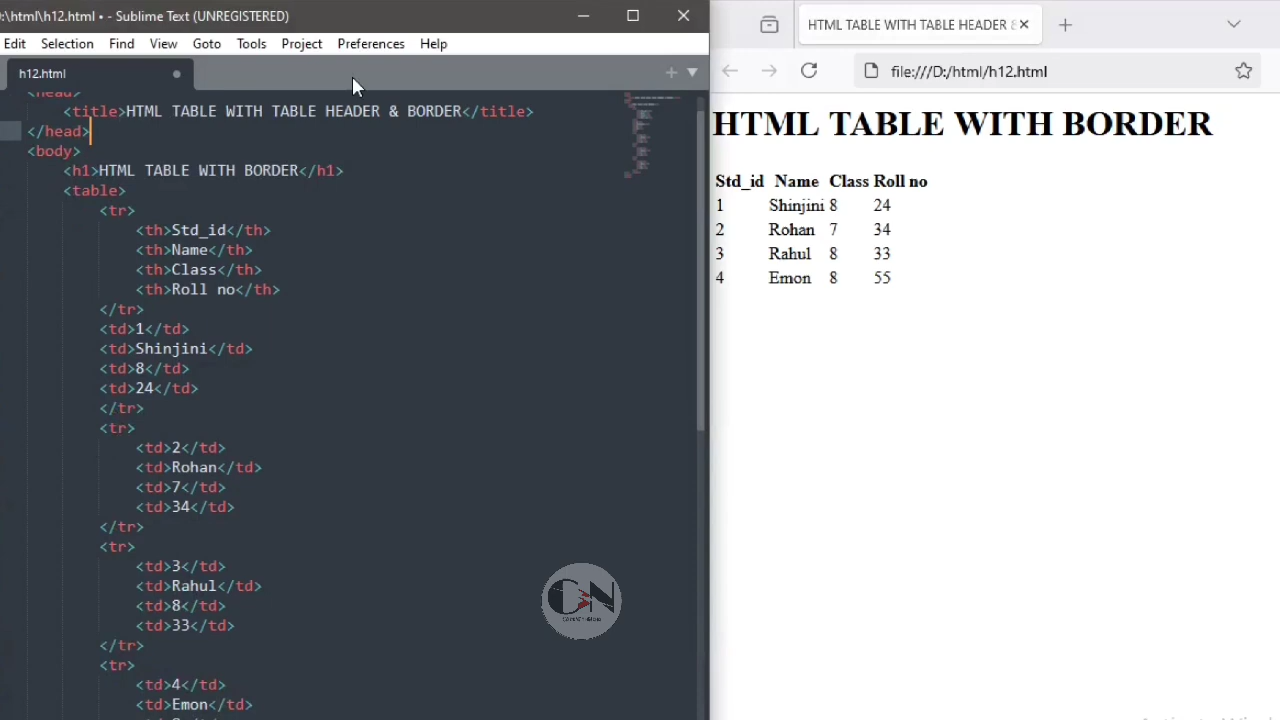 :\html\h12.html • - Sublime Text (UNREGISTERED)
Edit Selection Find View Goto Tools Project Preferences Help
h12.html
<head>
<title>HTML TABLE WITH TABLE HEADER & BORDER</title>
</head>
<body>
<h1>HTML TABLE WITH BORDER</h1>
<table>
<tr>
<th>Std_id</th>
<th>Name</th>
<th>Class</th>
<th>Roll no</th>
</tr>
<td>1</td>
<td>Shinjini</td>
<td>8</td>
<td>24</td>
</tr>
<tr>
<td>2</td>
<td>Rohan</td>
<td>7</td>
<td>34</td>
</tr>
<tr>
<td>3</td>
<td>Rahul</td>
<td>8</td>
<td>33</td>
</tr>
<tr>
<td>4</td>
<td>Emon</td>
HTML TABLE WITH TABLE HEADER &
file:///D:/html/h12.html
HTML TABLE WITH BORDER
Std_id Name Class Roll no
1 Shinjini 8 24
2 Rohan 7 34
3 Rahul 8 33
4 Emon 8 55